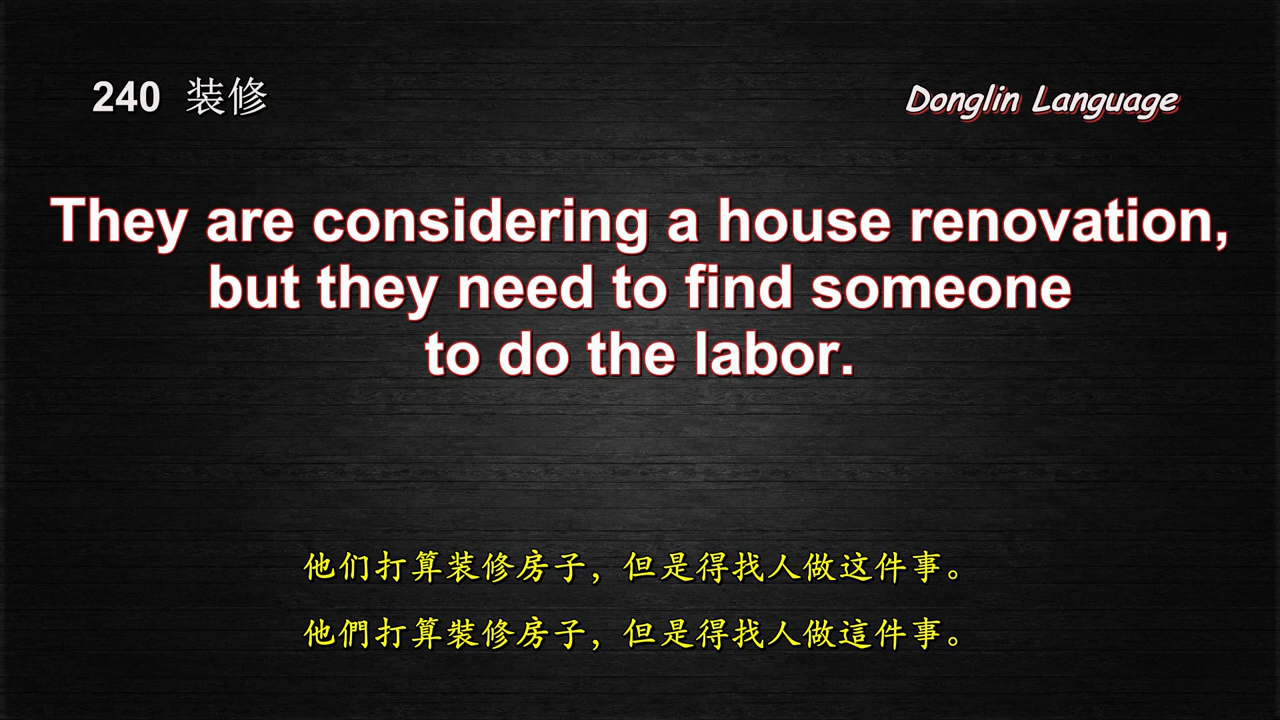 240 装修
Donglin Language
They are considering a house renovation,
but they need to find someone
to do the labor.
他们打算装修房子，但是得找人做这件事。
他們打算裝修房子，但是得找人做這件事。